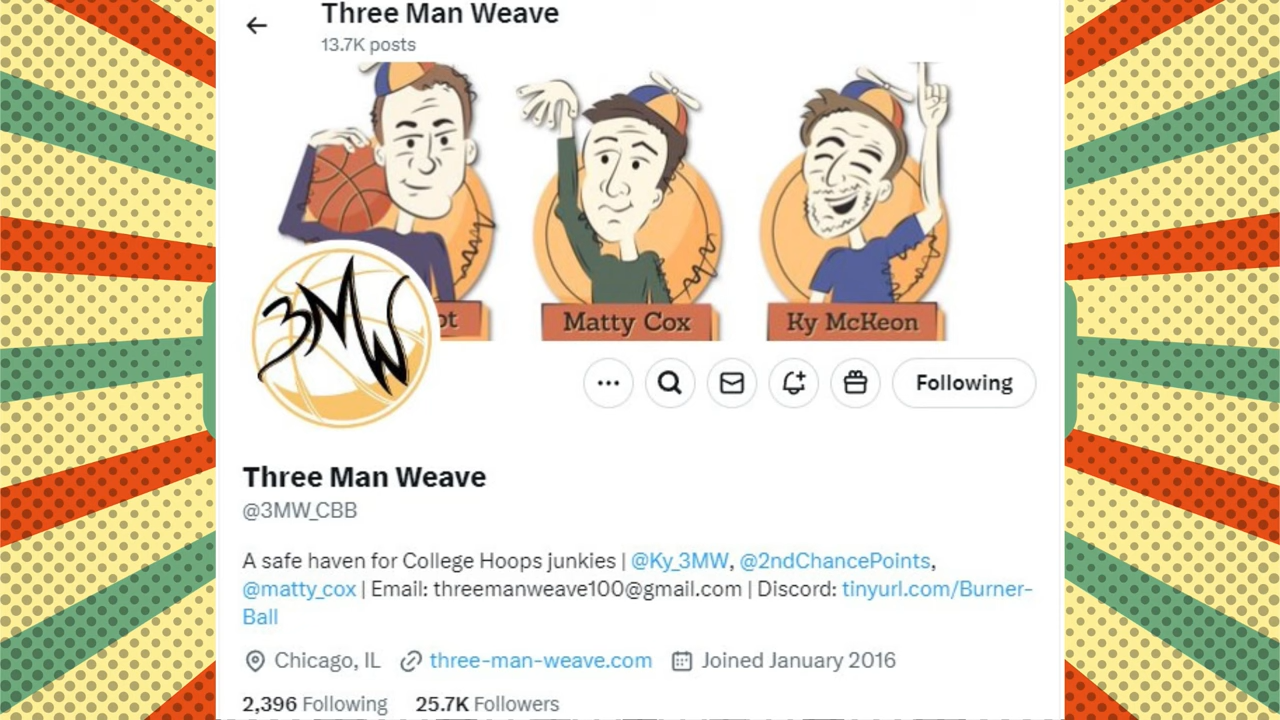 Three Man Weave
13.7K posts
ot
Matty Cox
Ky McKeon
3MW
Following
Three Man Weave
@3MW_CBB
A safe haven for College Hoops junkies | @Ky_3MW, @2ndChancePoints,
@matty_cox | Email: threemanweave100@gmail.com | Discord: tinyurl.com/Burner-
Ball
Chicago, IL three-man-weave.com Joined January 2016
2,396 Following 25.7K Followers